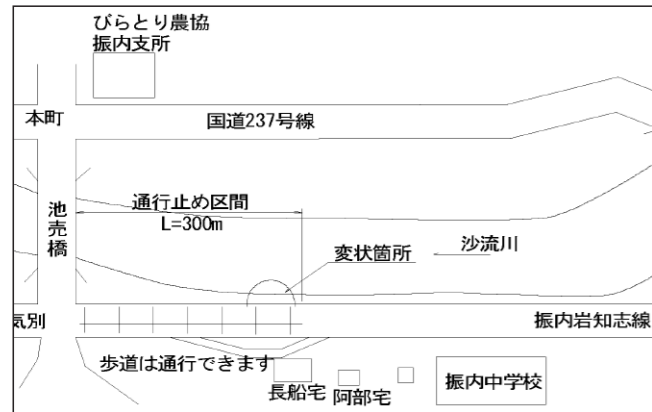 びらとり農協
振内支所
本町
国道237号線
池売橋
通行止め区間
L=300m
変状箇所
沙流川
気別
振内岩知志線
歩道は通行できます
長船宅
阿部宅
振内中学校